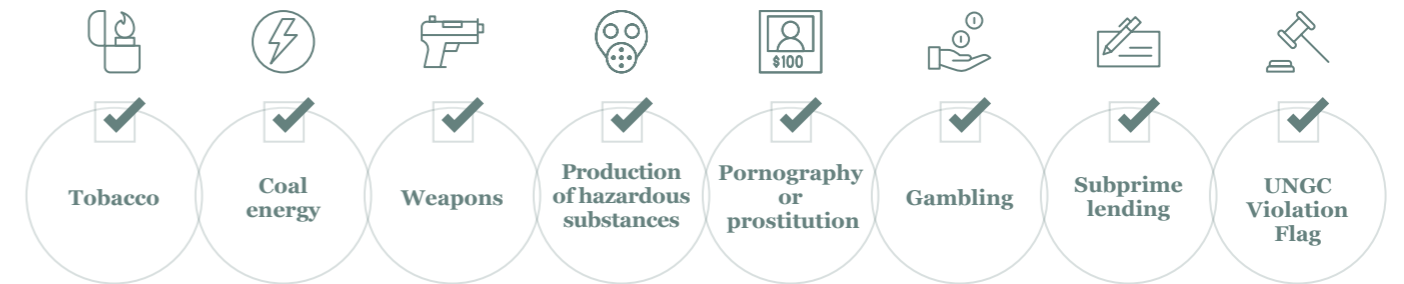 $100
Tobacco
Coal
energy
Weapons
Production
of hazardous
substances
Pornography
or
prostitution
Gambling
Subprime
lending
UNGC
Violation
Flag